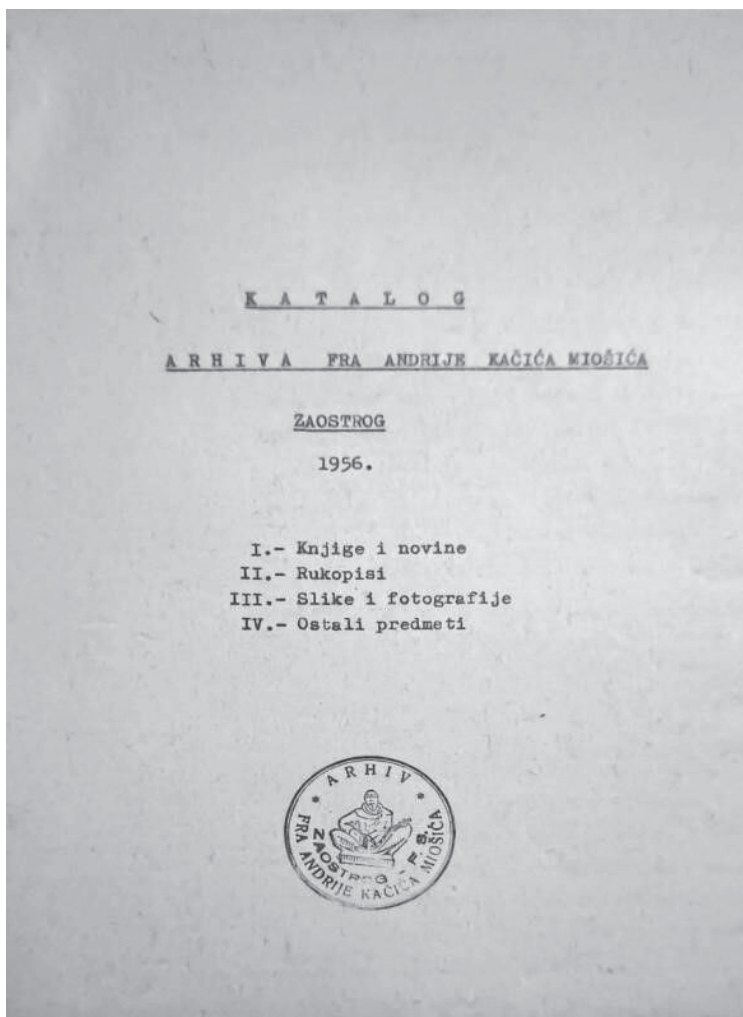 K A T A L O G
A R H I V A FRA ANDRIJE KAČIĆA MIOŠIĆA
ZAOSTROG
1956.
I.- Knjige i novine
II.- Rukopisi
III.- Slike i fotografije
IV.- Ostali predmeti
• ARHIV •
FRA ANDRIJE KAČIĆA MIOŠIĆA
ZAOSTROG - F. S.